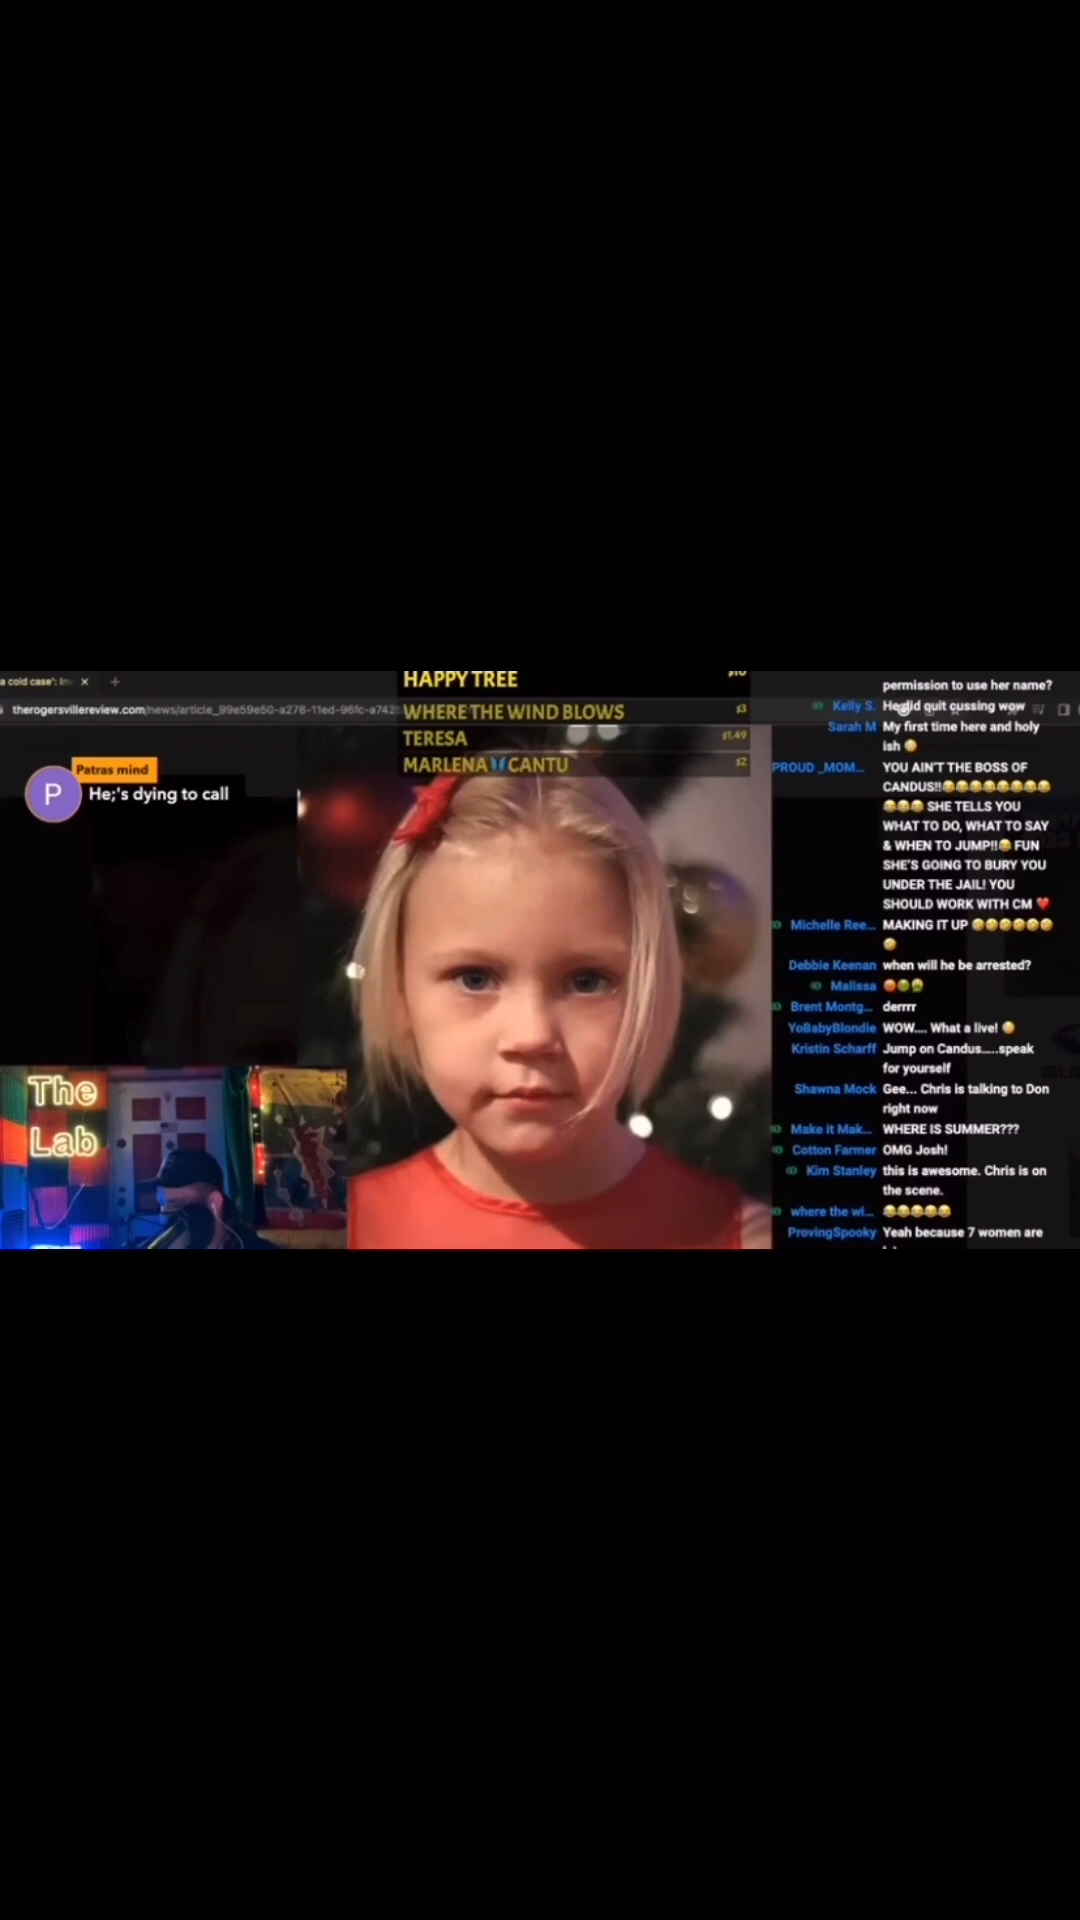 a cold case': In
therogersvillereview.com/news/article_99e59e50-a278-11ed-96fc-a742
HAPPY TREE $10
WHERE THE WIND BLOWS $3
TERESA $1.49
MARLENA CANTU $2
Patras mind
P
He;'s dying to call
The
Lab
permission to use her name?
Kelly S. He did quit cussing wow
Sarah M My first time here and holy
ish 😳
PROUD _MOM... YOU AIN'T THE BOSS OF
CANDUS!!😂😂😂😂😂😂😂😂
😂😂😂 SHE TELLS YOU
WHAT TO DO, WHAT TO SAY
& WHEN TO JUMP!!😂 FUN
SHE'S GOING TO BURY YOU
UNDER THE JAIL! YOU
SHOULD WORK WITH CM ❤️
Michelle Ree... MAKING IT UP 🤣🤣🤣🤣🤣🤣
🤣
Debbie Keenan when will he be arrested?
Malissa
Brent Montg... derrrr
YoBabyBlondie WOW.... What a live! 😳
Kristin Scharff Jump on Candus.....speak
for yourself
Shawna Mock Gee... Chris is talking to Don
right now
Make it Mak... WHERE IS SUMMER???
Cotton Farmer OMG Josh!
Kim Stanley this is awesome. Chris is on
the scene.
where the wi... 😂😂😂😂😂
ProvingSpooky Yeah because 7 women are